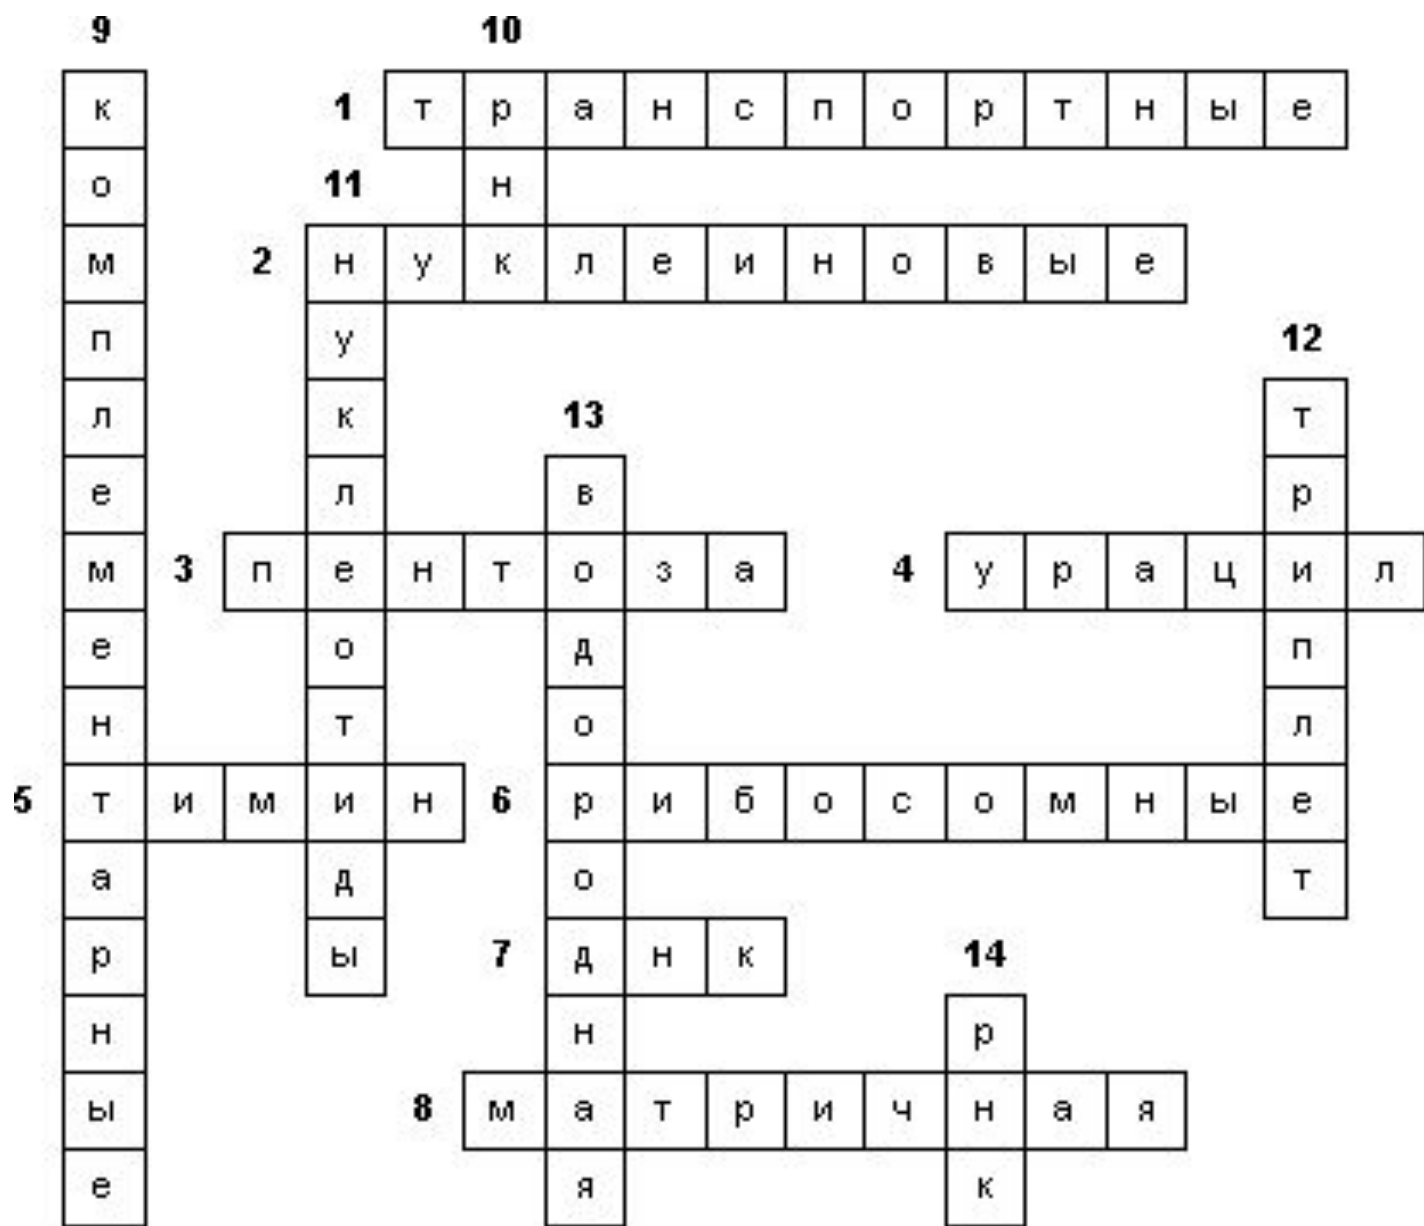 9 10
к 1 т р а н с п о р т н ы е
о 11 н
м 2 н у к л е и н о в ы е
п у 12
л к 13 т
е л в р
м 3 п е н т о з а 4 у р а ц и л
е о д п
н т о л
5 т и м и н 6 р и б о с о м н ы е
а д о т
р ы 7 д н к 14
н н р
ы 8 м а т р и ч н а я
е я к